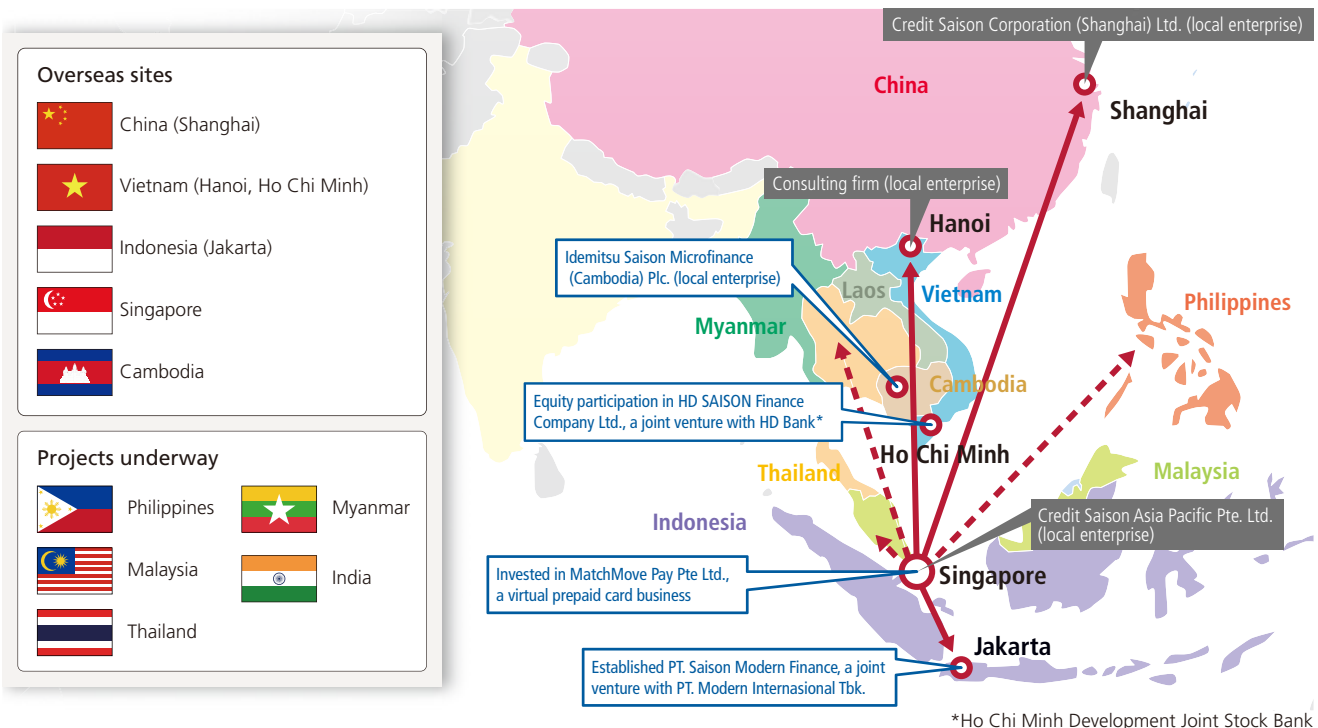 Overseas sites
China (Shanghai)
Vietnam (Hanoi, Ho Chi Minh)
Indonesia (Jakarta)
Singapore
Cambodia
Projects underway
Philippines
Myanmar
Malaysia
India
Thailand
Credit Saison Corporation (Shanghai) Ltd. (local enterprise)
China
Shanghai
Consulting firm (local enterprise)
Hanoi
Idemitsu Saison Microfinance
(Cambodia) Plc. (local enterprise)
Laos
Vietnam
Philippines
Myanmar
Cambodia
Equity participation in HD SAISON Finance
Company Ltd., a joint venture with HD Bank*
Ho Chi Minh
Thailand
Malaysia
Indonesia
Credit Saison Asia Pacific Pte. Ltd.
(local enterprise)
Invested in MatchMove Pay Pte Ltd.,
a virtual prepaid card business
Singapore
Jakarta
Established PT. Saison Modern Finance, a joint
venture with PT. Modern Internasional Tbk.
*Ho Chi Minh Development Joint Stock Bank